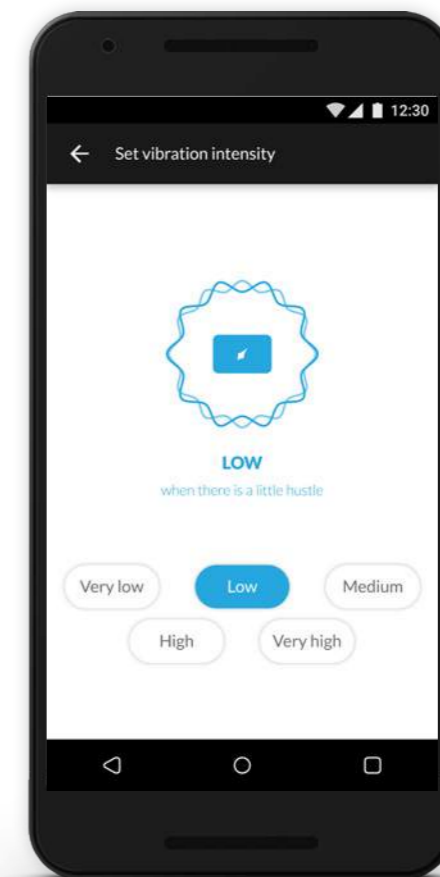 12:30
Set vibration intensity
LOW
when there is a little hustle
Very low Low Medium
High Very high